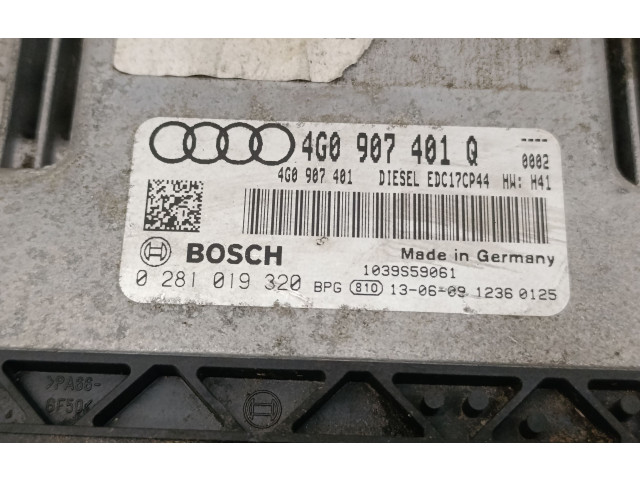 4G0 907 401 Q
----
0002
4G0 907 401 DIESEL EDC17CP44 HW: H41
BOSCH
Made in Germany
1039S59061
0 281 019 320 BPG 810 13-06-09 1236 0125
>PA66-
GF50<